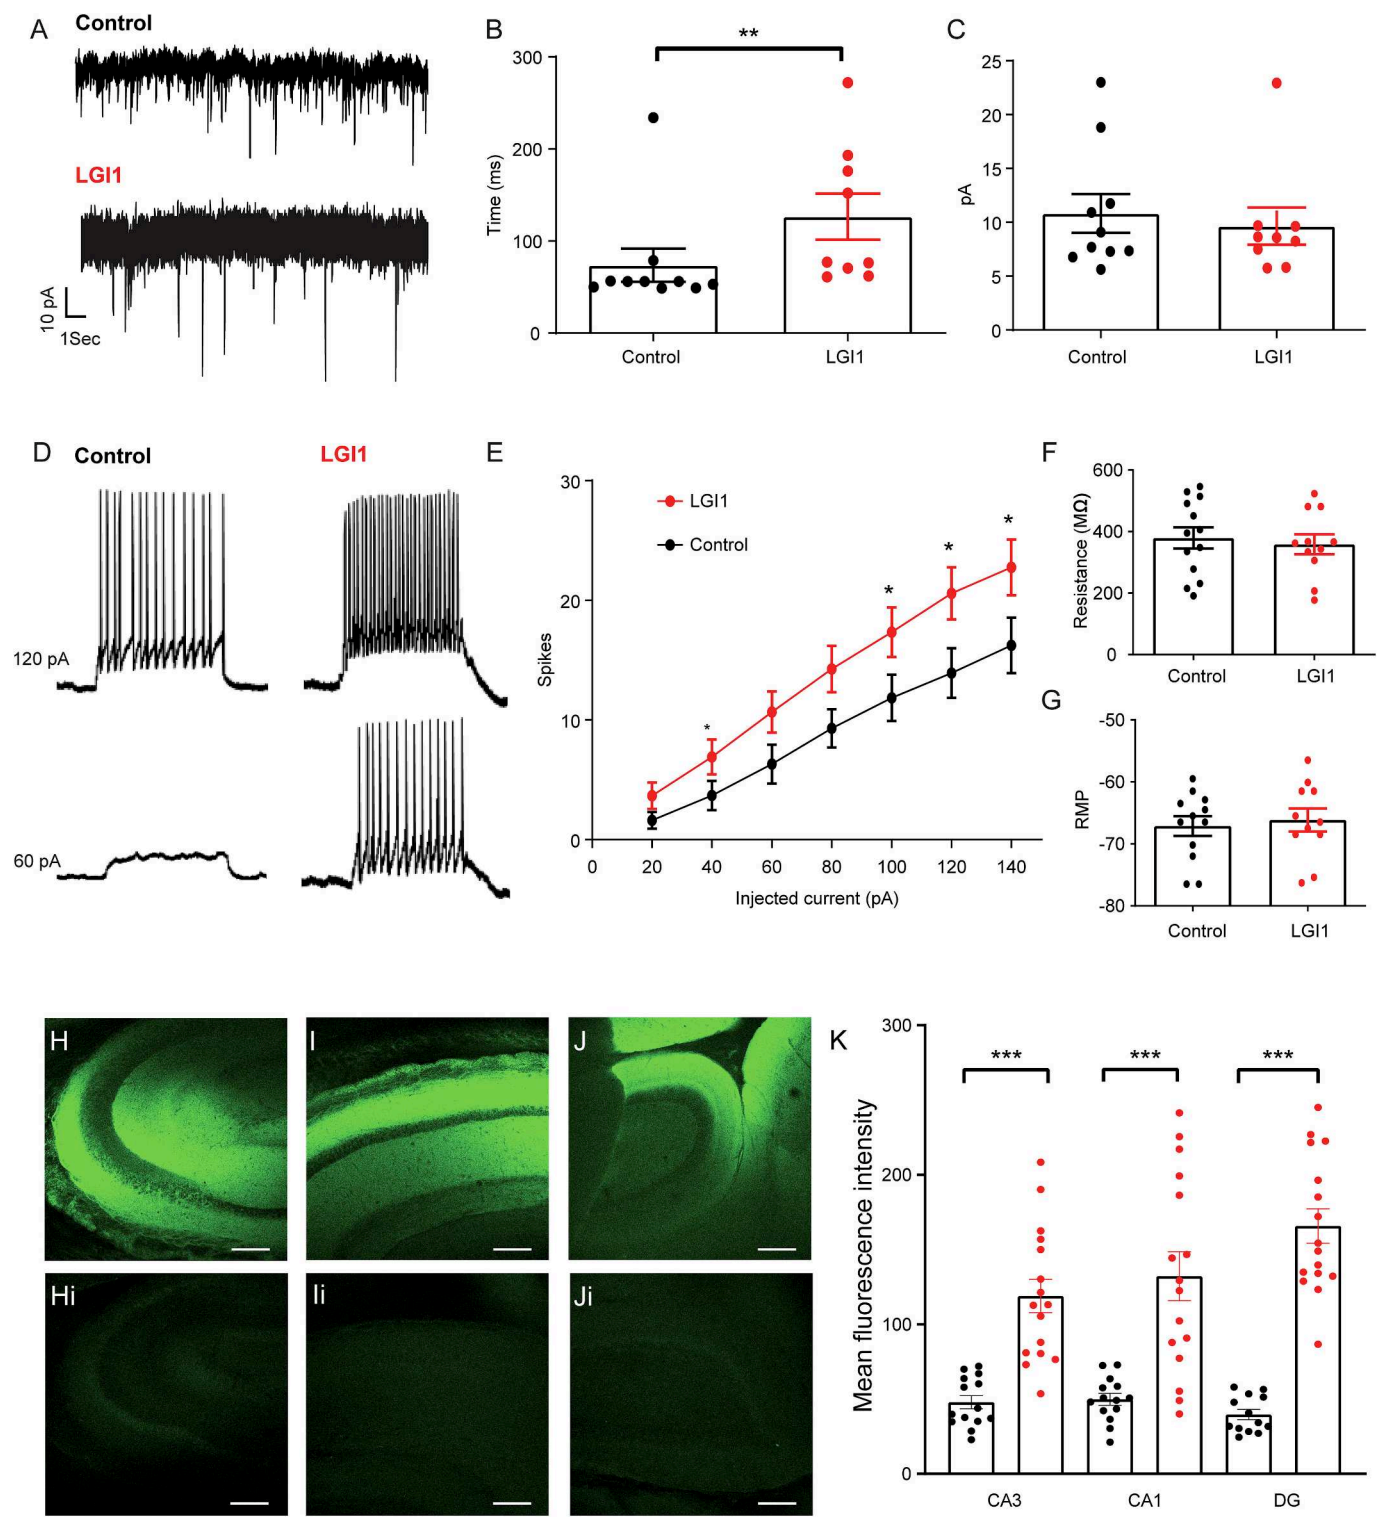 A
Control
LGI1
10 pA
1Sec
B
**
Time (ms)
300
200
100
0
Control
LGI1
C
pA
25
20
15
10
5
0
Control
LGI1
D
Control
LGI1
120 pA
60 pA
E
Spikes
30
20
10
0
LGI1
Control
*
*
*
*
0
20
40
60
80
100
120
140
Injected current (pA)
F
Resistance (MΩ)
600
400
200
0
Control
LGI1
G
RMP
-50
-60
-70
-80
Control
LGI1
H
I
J
Hi
Ii
Ji
K
Mean fluorescence intensity
300
200
100
0
***
***
***
CA3
CA1
DG